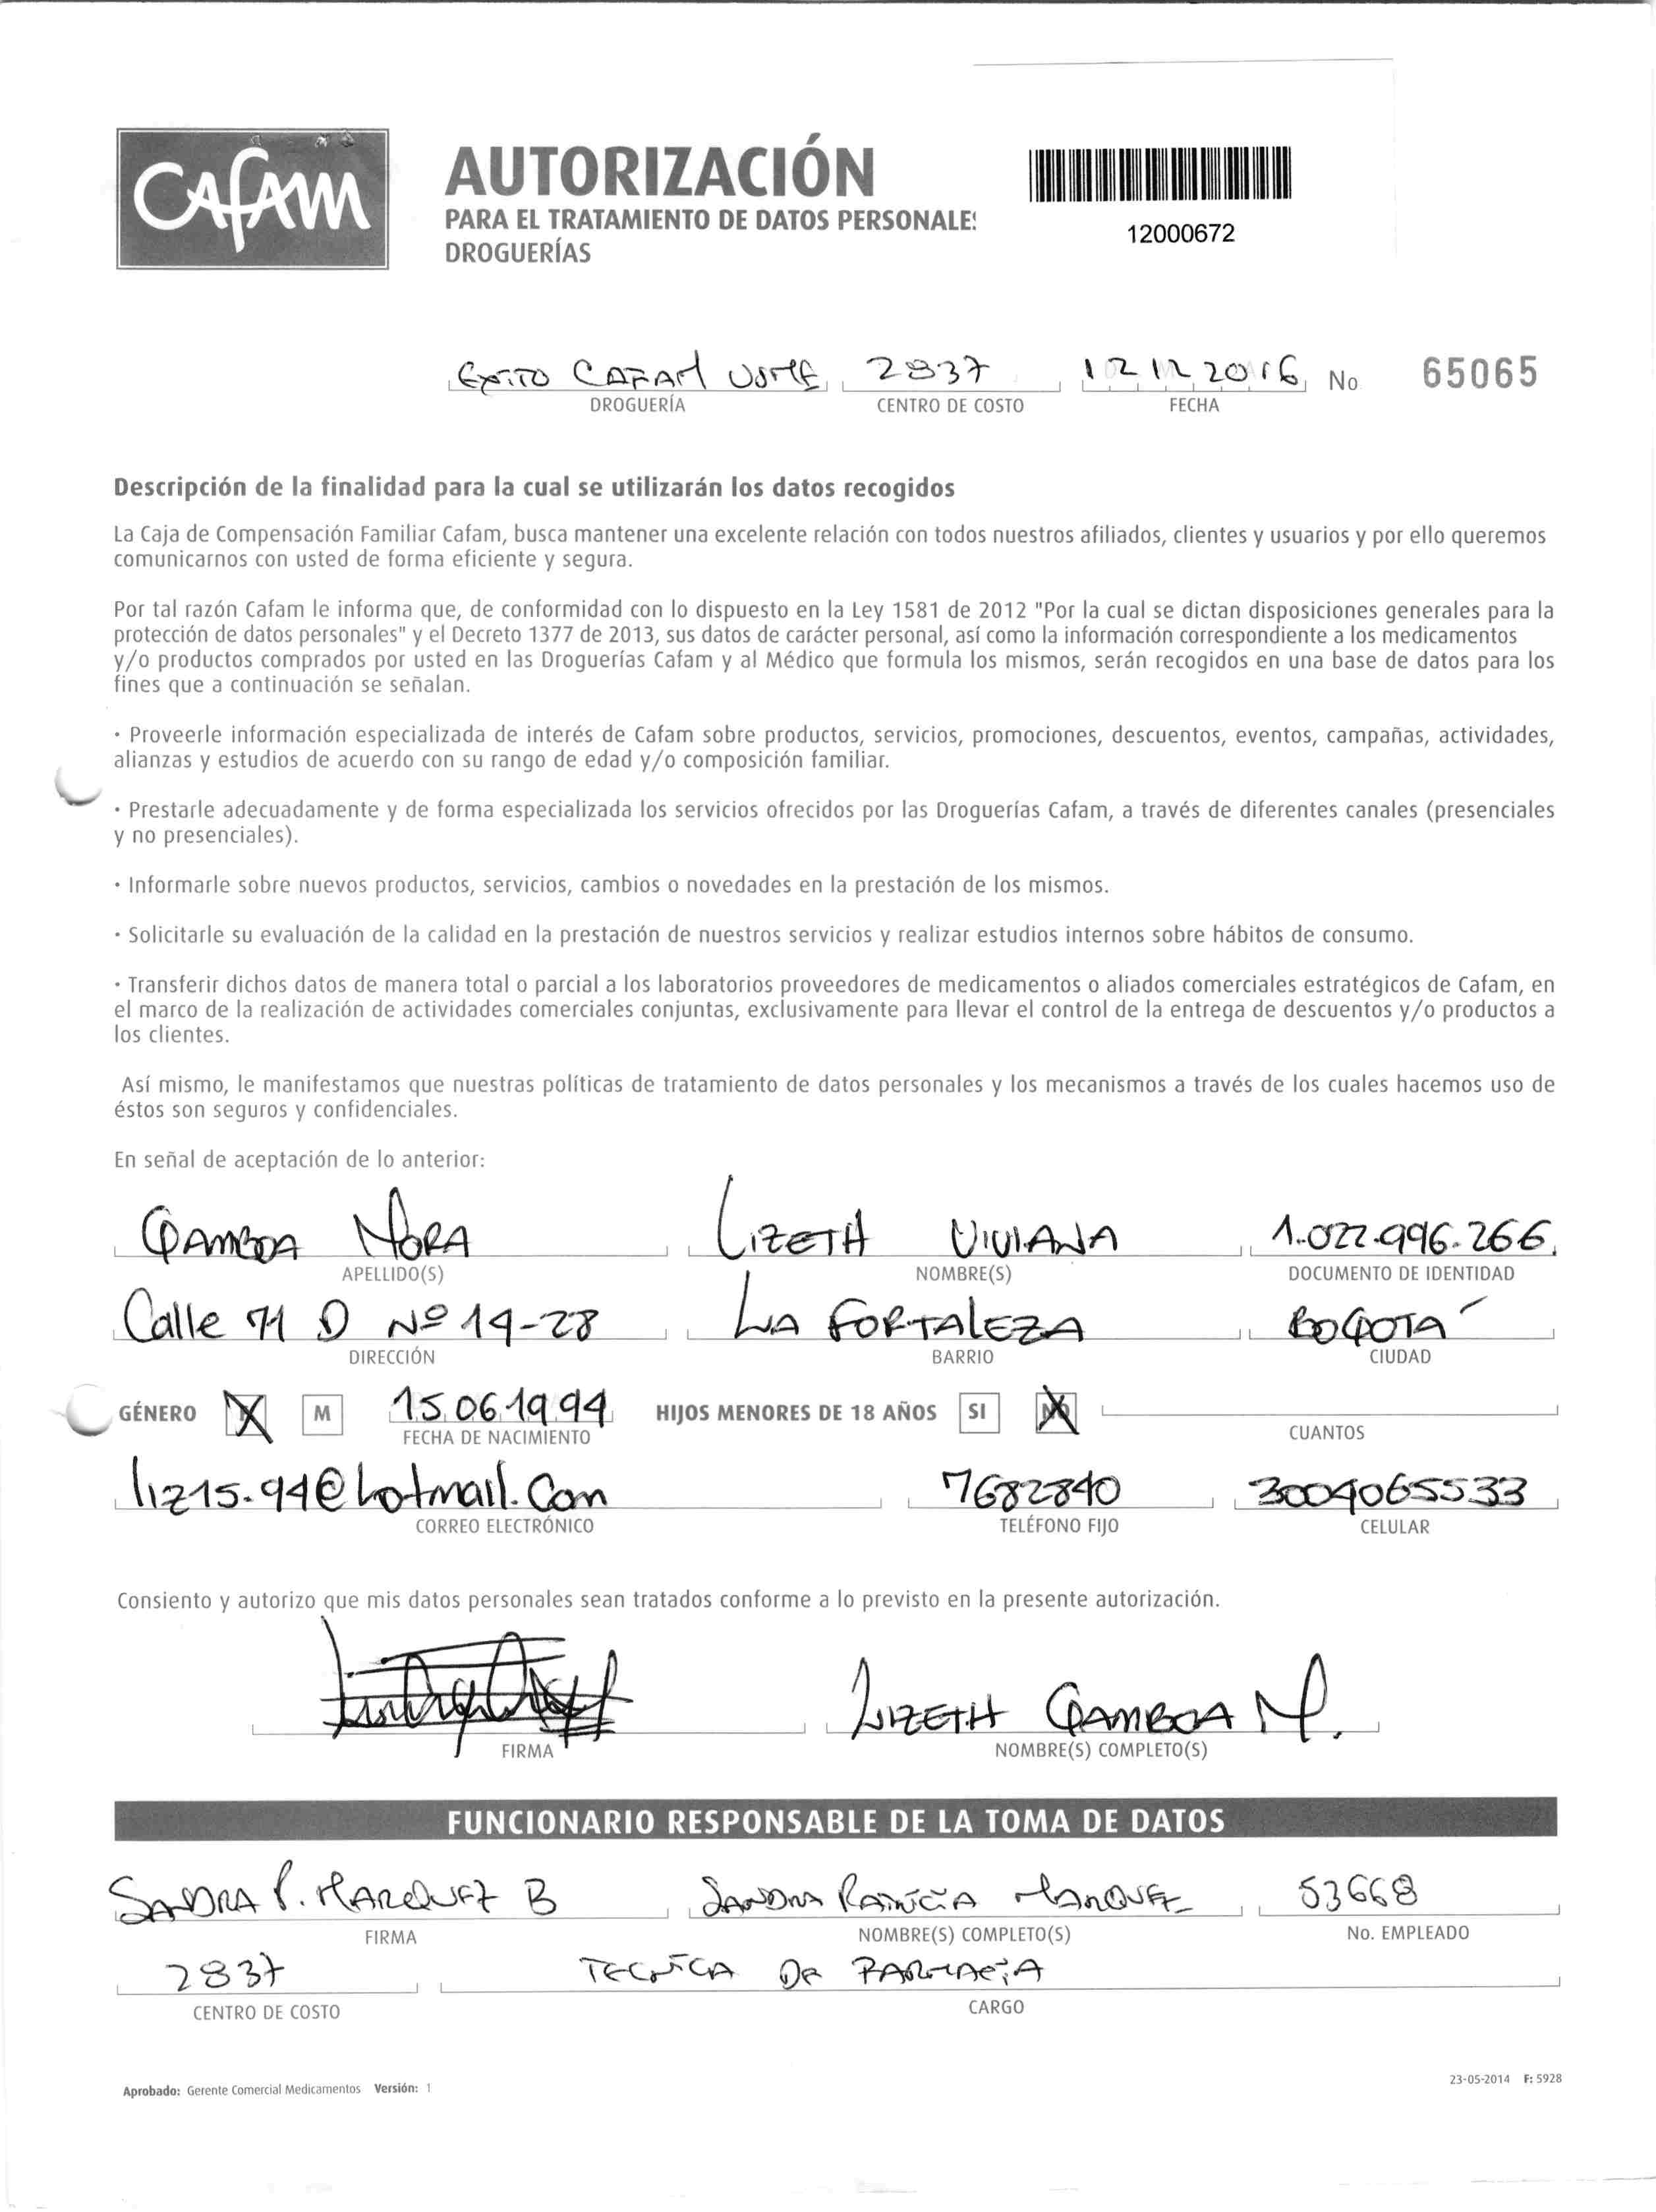 CAFAM
AUTORIZACIÓN
PARA EL TRATAMIENTO DE DATOS PERSONALE
DROGUERÍAS
12000672
EXITO CAFAM USME 2837 12 12 2016 No 65065
DROGUERÍA CENTRO DE COSTO FECHA
Descripción de la finalidad para la cual se utilizarán los datos recogidos
La Caja de Compensación Familiar Cafam, busca mantener una excelente relación con todos nuestros afiliados, clientes y usuarios y por ello queremos
comunicarnos con usted de forma eficiente y segura.
Por tal razón Cafam le informa que, de conformidad con lo dispuesto en la Ley 1581 de 2012 "Por la cual se dictan disposiciones generales para la
protección de datos personales" y el Decreto 1377 de 2013, sus datos de carácter personal, así como la información correspondiente a los medicamentos
y/o productos comprados por usted en las Droguerías Cafam y al Médico que formula los mismos, serán recogidos en una base de datos para los
fines que a continuación se señalan.
· Proveerle información especializada de interés de Cafam sobre productos, servicios, promociones, descuentos, eventos, campañas, actividades,
alianzas y estudios de acuerdo con su rango de edad y/o composición familiar.
· Prestarle adecuadamente y de forma especializada los servicios ofrecidos por las Droguerías Cafam, a través de diferentes canales (presenciales
y no presenciales).
· Informarle sobre nuevos productos, servicios, cambios o novedades en la prestación de los mismos.
· Solicitarle su evaluación de la calidad en la prestación de nuestros servicios y realizar estudios internos sobre hábitos de consumo.
· Transferir dichos datos de manera total o parcial a los laboratorios proveedores de medicamentos o aliados comerciales estratégicos de Cafam, en
el marco de la realización de actividades comerciales conjuntas, exclusivamente para llevar el control de la entrega de descuentos y/o productos a
los clientes.
Así mismo, le manifestamos que nuestras políticas de tratamiento de datos personales y los mecanismos a través de los cuales hacemos uso de
éstos son seguros y confidenciales.
En señal de aceptación de lo anterior:
GAMBOA MORA LIZETH VIVIANA 1.022.996.266.
APELLIDO(S) NOMBRE(S) DOCUMENTO DE IDENTIDAD
Calle 71 D Nº 14-28 LA FORTALEZA BOGOTA
DIRECCIÓN BARRIO CIUDAD
GÉNERO X M 15.06.1994 HIJOS MENORES DE 18 AÑOS SI X
FECHA DE NACIMIENTO CUANTOS
liz15.94@hotmail.Com 7682840 3004065533
CORREO ELECTRÓNICO TELÉFONO FIJO CELULAR
Consiento y autorizo que mis datos personales sean tratados conforme a lo previsto en la presente autorización.
LIZETH GAMBOA M.
FIRMA NOMBRE(S) COMPLETO(S)
FUNCIONARIO RESPONSABLE DE LA TOMA DE DATOS
SANDRA P. MARQUEZ B SANDRA PATRICIA MARQUEZ 53668
FIRMA NOMBRE(S) COMPLETO(S) No. EMPLEADO
2837 TECNICA DE FARMACIA
CENTRO DE COSTO CARGO
Aprobado: Gerente Comercial Medicamentos Versión: 1 23-05-2014 F: 5928